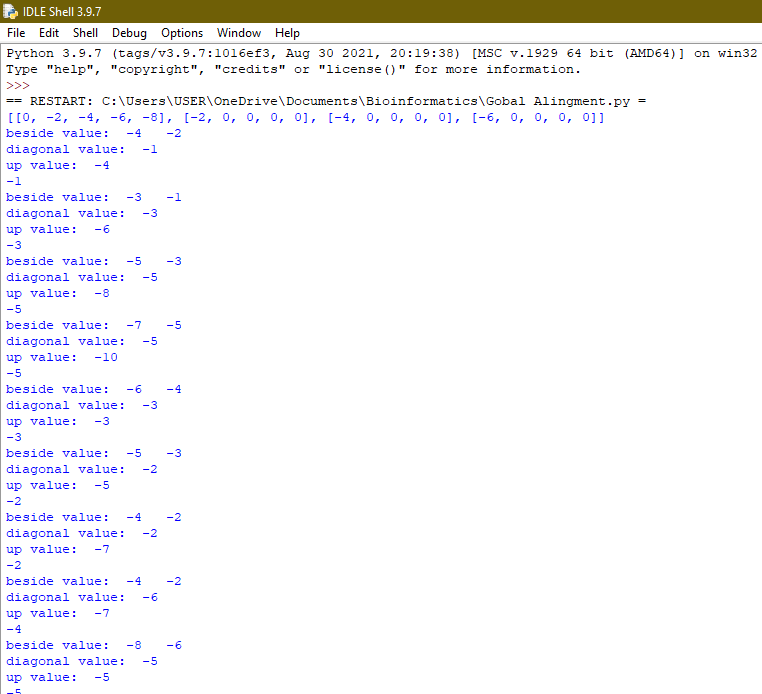 IDLE Shell 3.9.7
File Edit Shell Debug Options Window Help
Python 3.9.7 (tags/v3.9.7:1016ef3, Aug 30 2021, 20:19:38) [MSC v.1929 64 bit (AMD64)] on win32
Type "help", "copyright", "credits" or "license()" for more information.
>>>
== RESTART: C:\Users\USER\OneDrive\Documents\Bioinformatics\Gobal Alingment.py =
[[0, -2, -4, -6, -8], [-2, 0, 0, 0, 0], [-4, 0, 0, 0, 0], [-6, 0, 0, 0, 0]]
beside value:  -4   -2
diagonal value:  -1
up value:  -4
-1
beside value:  -3   -1
diagonal value:  -3
up value:  -6
-3
beside value:  -5   -3
diagonal value:  -5
up value:  -8
-5
beside value:  -7   -5
diagonal value:  -5
up value:  -10
-5
beside value:  -6   -4
diagonal value:  -3
up value:  -3
-3
beside value:  -5   -3
diagonal value:  -2
up value:  -5
-2
beside value:  -4   -2
diagonal value:  -2
up value:  -7
-2
beside value:  -4   -2
diagonal value:  -6
up value:  -7
-4
beside value:  -8   -6
diagonal value:  -5
up value:  -5
-5